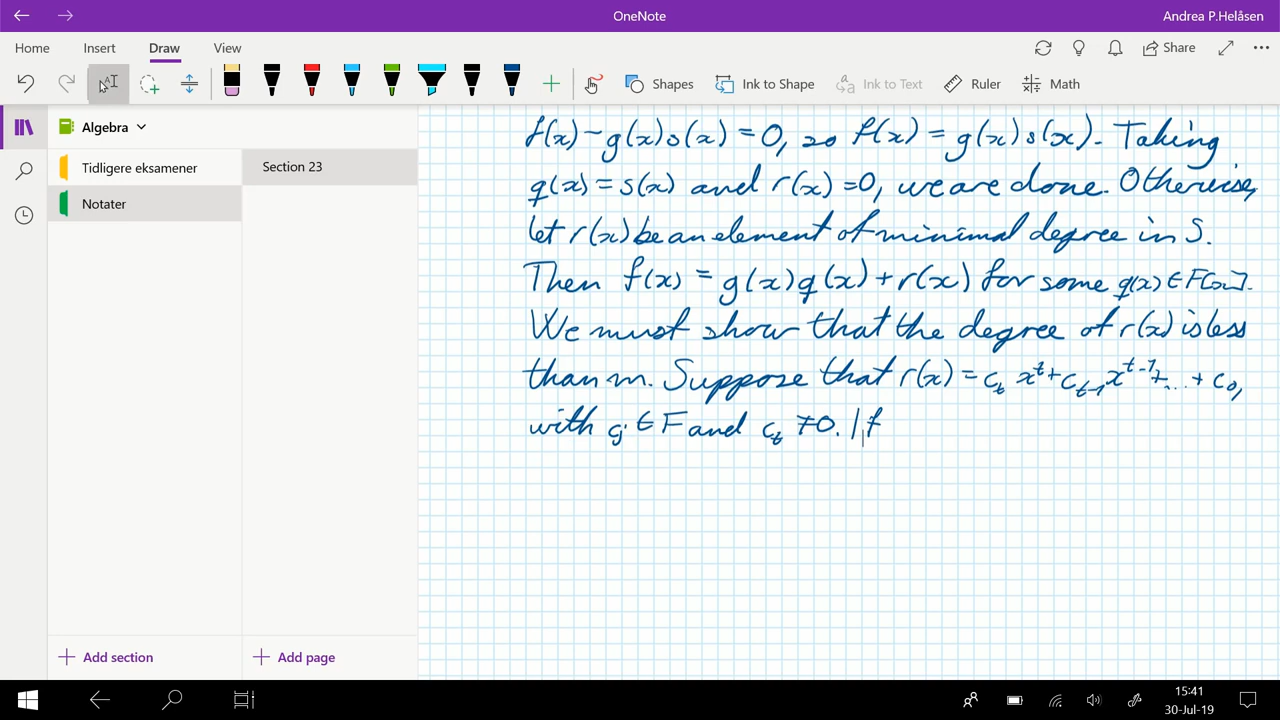 OneNote
Andrea P.Helåsen
Home Insert Draw View
Share
Shapes Ink to Shape Ink to Text Ruler Math
Algebra
Tidligere eksamener
Notater
Section 23
f(x) - g(x)s(x) = 0, so f(x) = g(x)s(x). Taking
q(x) = s(x) and r(x) = 0, we are done. Otherwise,
let r(x) be an element of minimal degree in S.
Then f(x) = g(x)q(x) + r(x) for some q(x) ∈ F[x].
We must show that the degree of r(x) is less
than m. Suppose that r(x) = c_t x^t + c_{t-1} x^{t-1} + ... + c_0,
with c_j ∈ F and c_t ≠ 0. If
Add section
Add page
15:41
30-Jul-19